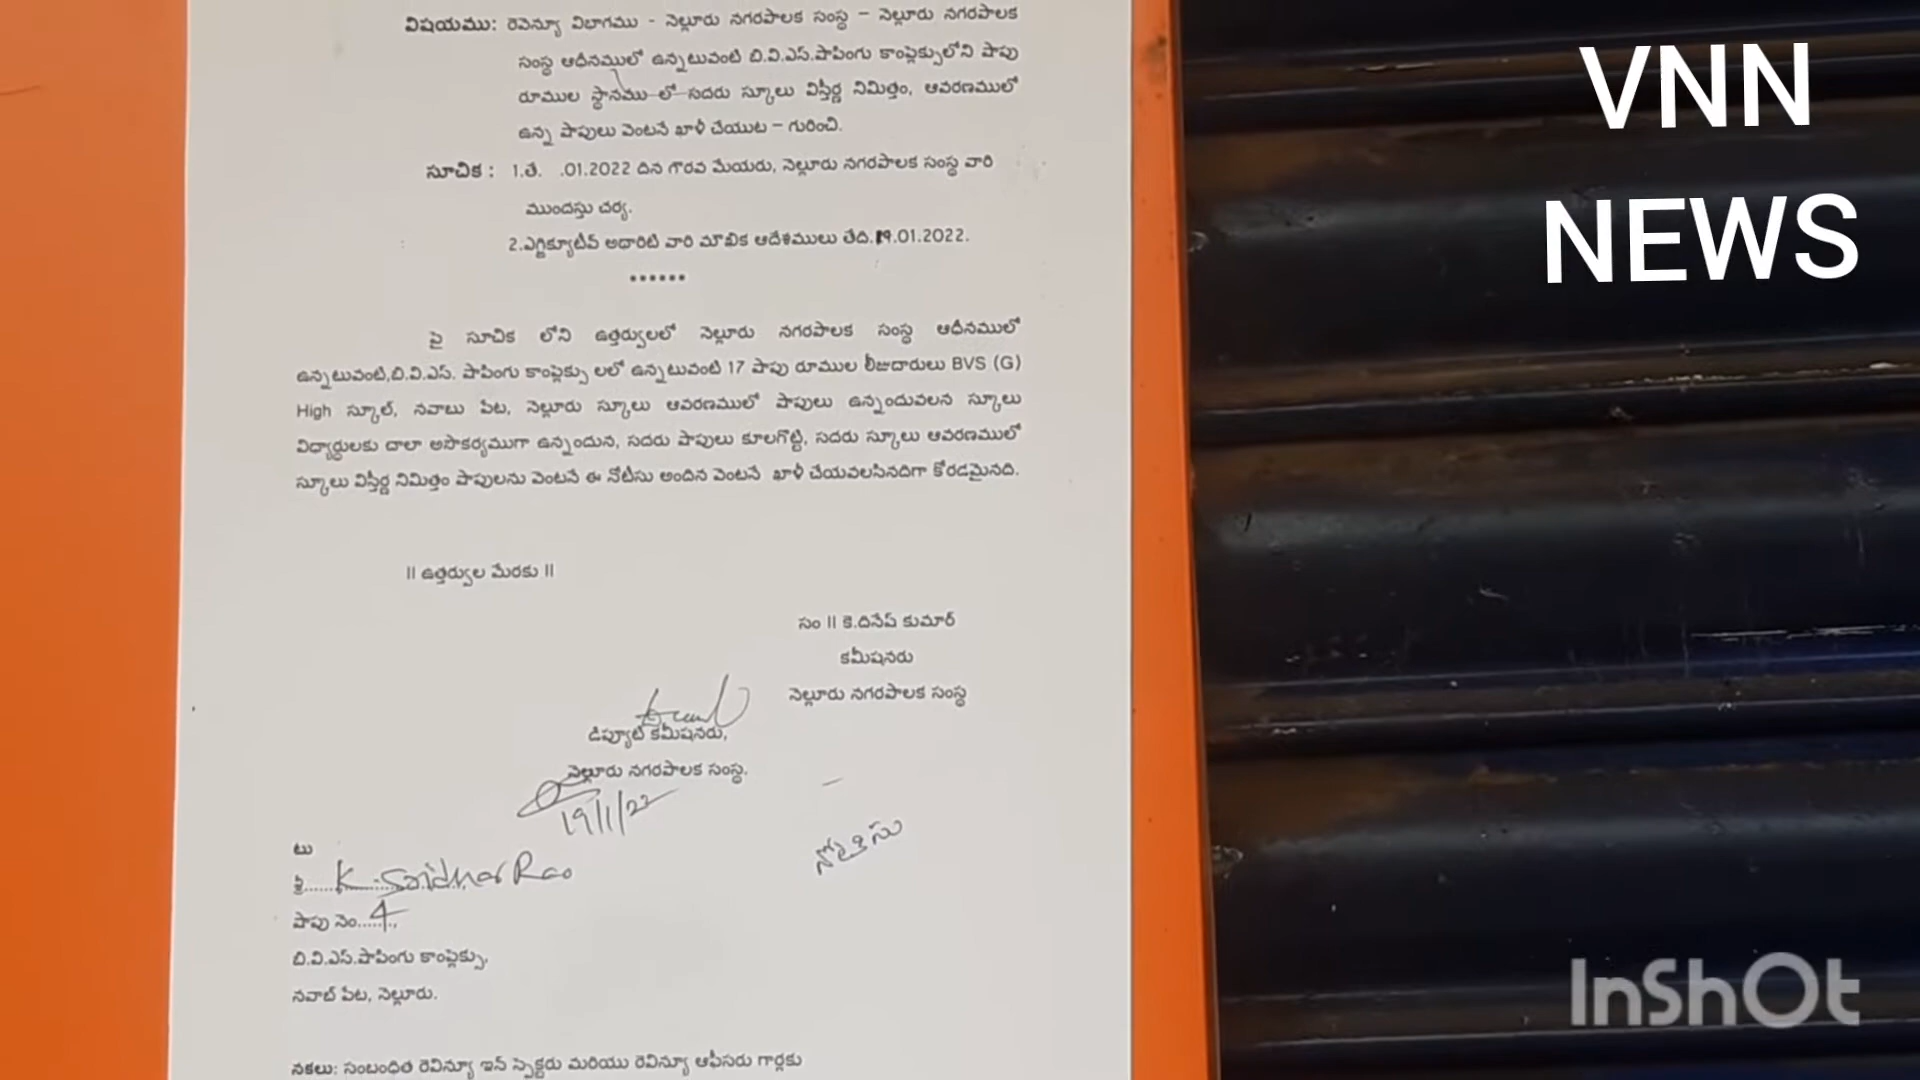 విషయము: రెవెన్యూ విభాగము - నెల్లూరు నగరపాలక సంస్థ – నెల్లూరు నగరపాలక
సంస్థ ఆధీనములో ఉన్నటువంటి బి.వి.ఎస్.షాపింగు కాంప్లెక్సులోని షాపు
రూముల స్థానము లో సదరు స్కూలు విస్తీర్ణ నిమిత్తం, ఆవరణములో
ఉన్న షాపులు వెంటనే ఖాళీ చేయుట – గురించి.
సూచిక : 1.తే. .01.2022 దిన గౌరవ మేయరు, నెల్లూరు నగరపాలక సంస్థ వారి
ముందస్తు చర్య.
2.ఎగ్జిక్యూటీవ్ అథారిటి వారి మౌఖిక ఆదేశములు తేది.19.01.2022.
******
పై సూచిక లోని ఉత్తర్వులలో నెల్లూరు నగరపాలక సంస్థ ఆధీనములో
ఉన్నటువంటి,బి.వి.ఎస్. షాపింగు కాంప్లెక్సు లలో ఉన్నటువంటి 17 షాపు రూముల లీజుదారులు BVS (G)
High స్కూల్, నవాబు పేట, నెల్లూరు స్కూలు ఆవరణములో షాపులు ఉన్నందువలన స్కూలు
విద్యార్ధులకు చాలా అసౌకర్యముగా ఉన్నందున, సదరు షాపులు కూలగొట్టి, సదరు స్కూలు ఆవరణములో
స్కూలు విస్తీర్ణ నిమిత్తం షాపులను వెంటనే ఈ నోటీసు అందిన వెంటనే ఖాళీ చేయవలసినదిగా కోరడమైనది.
|| ఉత్తర్వుల మేరకు ||
సం || కె.దినేష్ కుమార్
కమీషనరు
నెల్లూరు నగరపాలక సంస్థ
డిప్యూటీ కమీషనరు,
నెల్లూరు నగరపాలక సంస్థ.
19/1/22
నోటీసు
టు
శ్రీ...... K. Sridhar Rao
షాపు నెం...4...,
బి.వి.ఎస్.షాపింగు కాంప్లెక్సు,
నవాబ్ పేట, నెల్లూరు.
నకలు: సంబంధిత రెవిన్యూ ఇన్ స్పెక్టరు మరియు రెవిన్యూ ఆఫీసరు గార్లకు
VNN
NEWS
InShOt